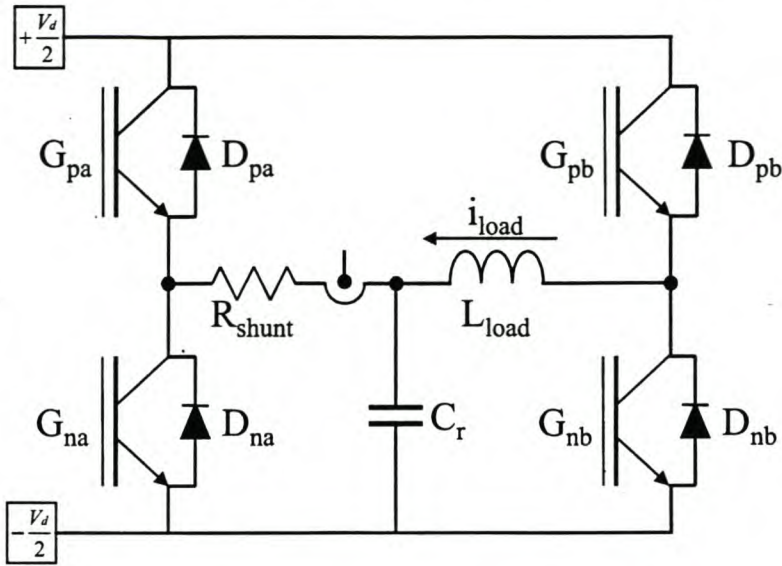 + V_d/2
G_pa
D_pa
G_pb
D_pb
i_load
R_shunt
L_load
G_na
D_na
C_r
G_nb
D_nb
- V_d/2